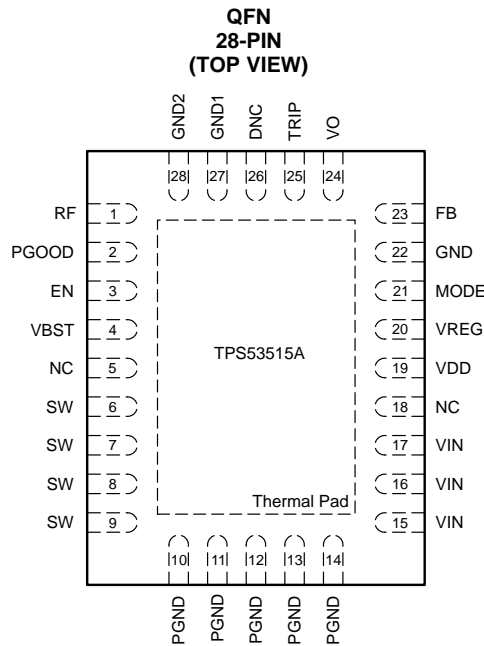 QFN
28-PIN
(TOP VIEW)
GND2
GND1
DNC
TRIP
VO
28
27
26
25
24
RF 1
PGOOD 2
EN 3
VBST 4
NC 5
SW 6
SW 7
SW 8
SW 9
23 FB
22 GND
21 MODE
20 VREG
19 VDD
18 NC
17 VIN
16 VIN
15 VIN
TPS53515A
Thermal Pad
10
11
12
13
14
PGND
PGND
PGND
PGND
PGND